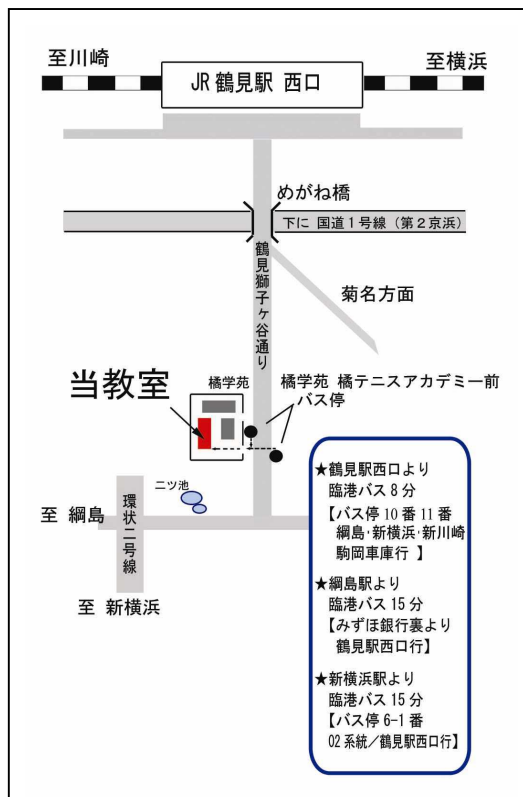 至川崎
至横浜
JR 鶴見駅 西口
めがね橋
下に 国道1号線 (第2京浜)
鶴見獅子ヶ谷通り
菊名方面
当教室
橘学苑
橘学苑 橘テニスアカデミー前
バス停
二ツ池
至 綱島
環状二号線
至 新横浜
★鶴見駅西口より
臨港バス 8分
【バス停 10番 11番
綱島・新横浜・新川崎
駒岡車庫行 】
★綱島駅より
臨港バス 15分
【みずほ銀行裏より
鶴見駅西口行】
★新横浜駅より
臨港バス 15分
【バス停 6-1番
02系統/鶴見駅西口行】